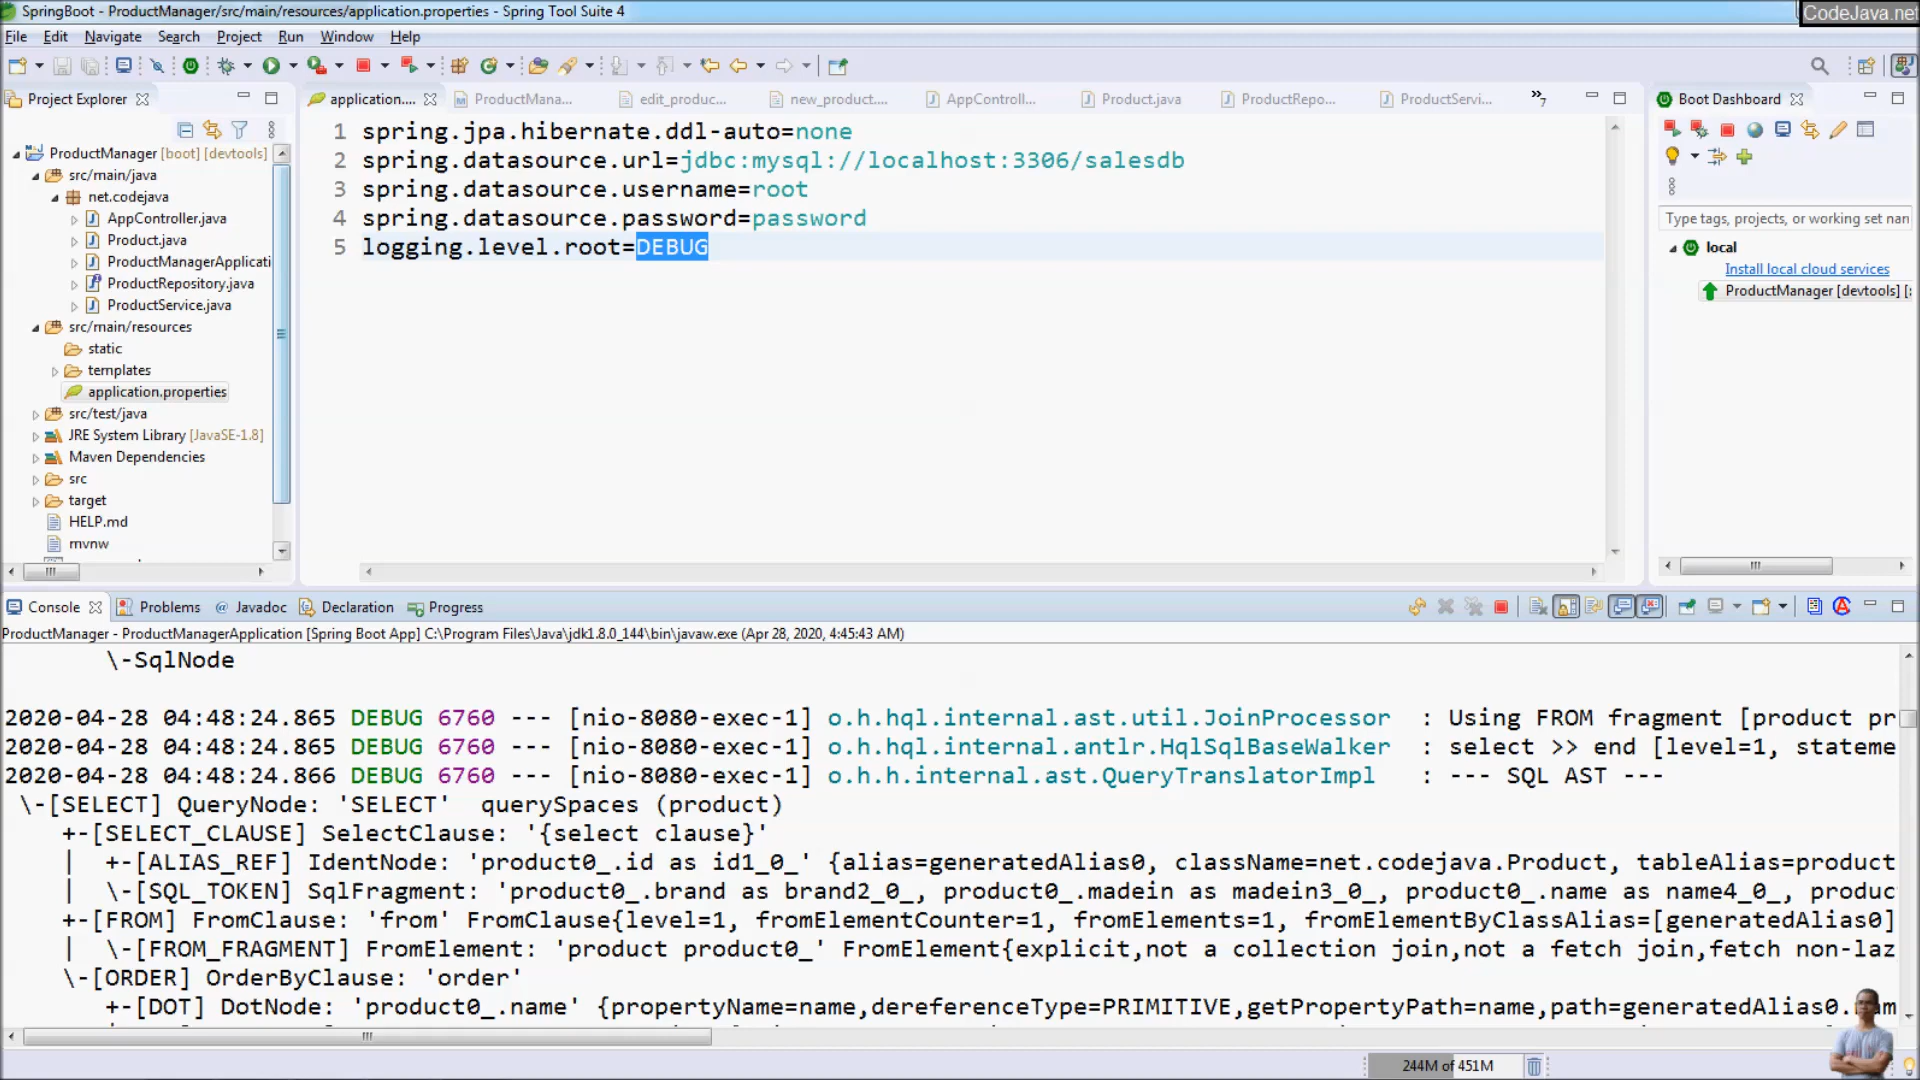 SpringBoot - ProductManager/src/main/resources/application.properties - Spring Tool Suite 4
CodeJava.net
File Edit Navigate Search Project Run Window Help
Project Explorer
application.... ProductMana... edit_produc... new_product.... AppControll... Product.java ProductRepo... ProductServi... »7
Boot Dashboard
ProductManager [boot] [devtools]
src/main/java
net.codejava
AppController.java
Product.java
ProductManagerApplicati
ProductRepository.java
ProductService.java
src/main/resources
static
templates
application.properties
src/test/java
JRE System Library [JavaSE-1.8]
Maven Dependencies
src
target
HELP.md
mvnw
1 spring.jpa.hibernate.ddl-auto=none
2 spring.datasource.url=jdbc:mysql://localhost:3306/salesdb
3 spring.datasource.username=root
4 spring.datasource.password=password
5 logging.level.root=DEBUG
Type tags, projects, or working set nan
local
Install local cloud services
ProductManager [devtools] [:
Console Problems @ Javadoc Declaration Progress
ProductManager - ProductManagerApplication [Spring Boot App] C:\Program Files\Java\jdk1.8.0_144\bin\javaw.exe (Apr 28, 2020, 4:45:43 AM)
\-SqlNode
2020-04-28 04:48:24.865 DEBUG 6760 --- [nio-8080-exec-1] o.h.hql.internal.ast.util.JoinProcessor : Using FROM fragment [product pr
2020-04-28 04:48:24.865 DEBUG 6760 --- [nio-8080-exec-1] o.h.hql.internal.antlr.HqlSqlBaseWalker : select >> end [level=1, stateme
2020-04-28 04:48:24.866 DEBUG 6760 --- [nio-8080-exec-1] o.h.h.internal.ast.QueryTranslatorImpl : --- SQL AST ---
\-[SELECT] QueryNode: 'SELECT' querySpaces (product)
+-[SELECT_CLAUSE] SelectClause: '{select clause}'
| +-[ALIAS_REF] IdentNode: 'product0_.id as id1_0_' {alias=generatedAlias0, className=net.codejava.Product, tableAlias=product
| \-[SQL_TOKEN] SqlFragment: 'product0_.brand as brand2_0_, product0_.madein as madein3_0_, product0_.name as name4_0_, produc
+-[FROM] FromClause: 'from' FromClause{level=1, fromElementCounter=1, fromElements=1, fromElementByClassAlias=[generatedAlias0]
| \-[FROM_FRAGMENT] FromElement: 'product product0_' FromElement{explicit,not a collection join,not a fetch join,fetch non-laz
\-[ORDER] OrderByClause: 'order'
+-[DOT] DotNode: 'product0_.name' {propertyName=name,dereferenceType=PRIMITIVE,getPropertyPath=name,path=generatedAlias0.
244M of 451M